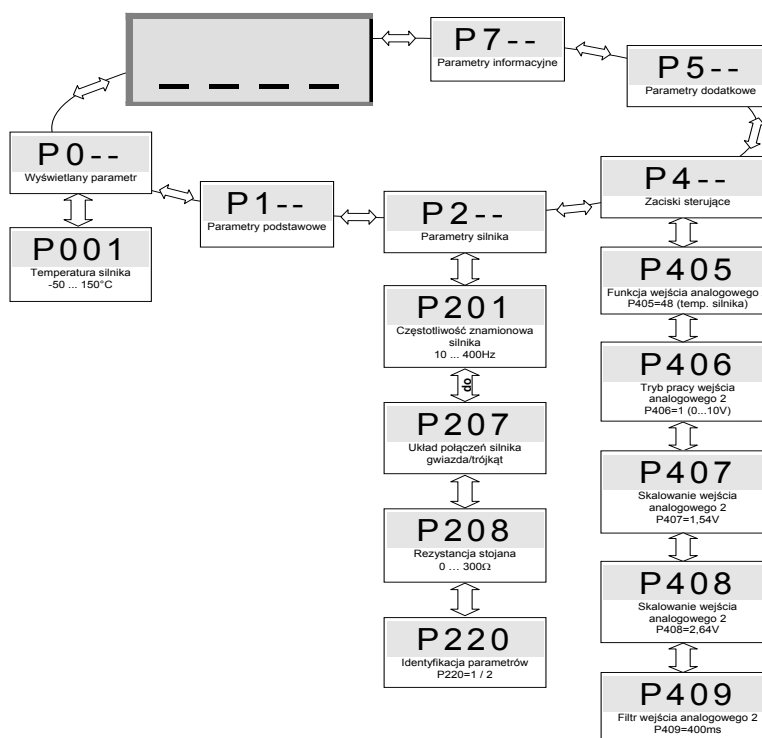 P7--
Parametry informacyjne
P5--
Parametry dodatkowe
_ _ _ _
P0--
Wyświetlany parametr
P1--
Parametry podstawowe
P2--
Parametry silnika
P4--
Zaciski sterujące
P001
Temperatura silnika
-50 ... 150°C
P201
Częstotliwość znamionowa
silnika
10 ... 400Hz
do
P207
Układ połączeń silnika
gwiazda/trójkąt
P208
Rezystancja stojana
0 ... 300Ω
P220
Identyfikacja parametrów
P220=1 / 2
P405
Funkcja wejścia analogowego
P405=48 (temp. silnika)
P406
Tryb pracy wejścia
analogowego 2
P406=1 (0...10V)
P407
Skalowanie wejścia
analogowego 2
P407=1,54V
P408
Skalowanie wejścia
analogowego 2
P408=2,64V
P409
Filtr wejścia analogowego 2
P409=400ms